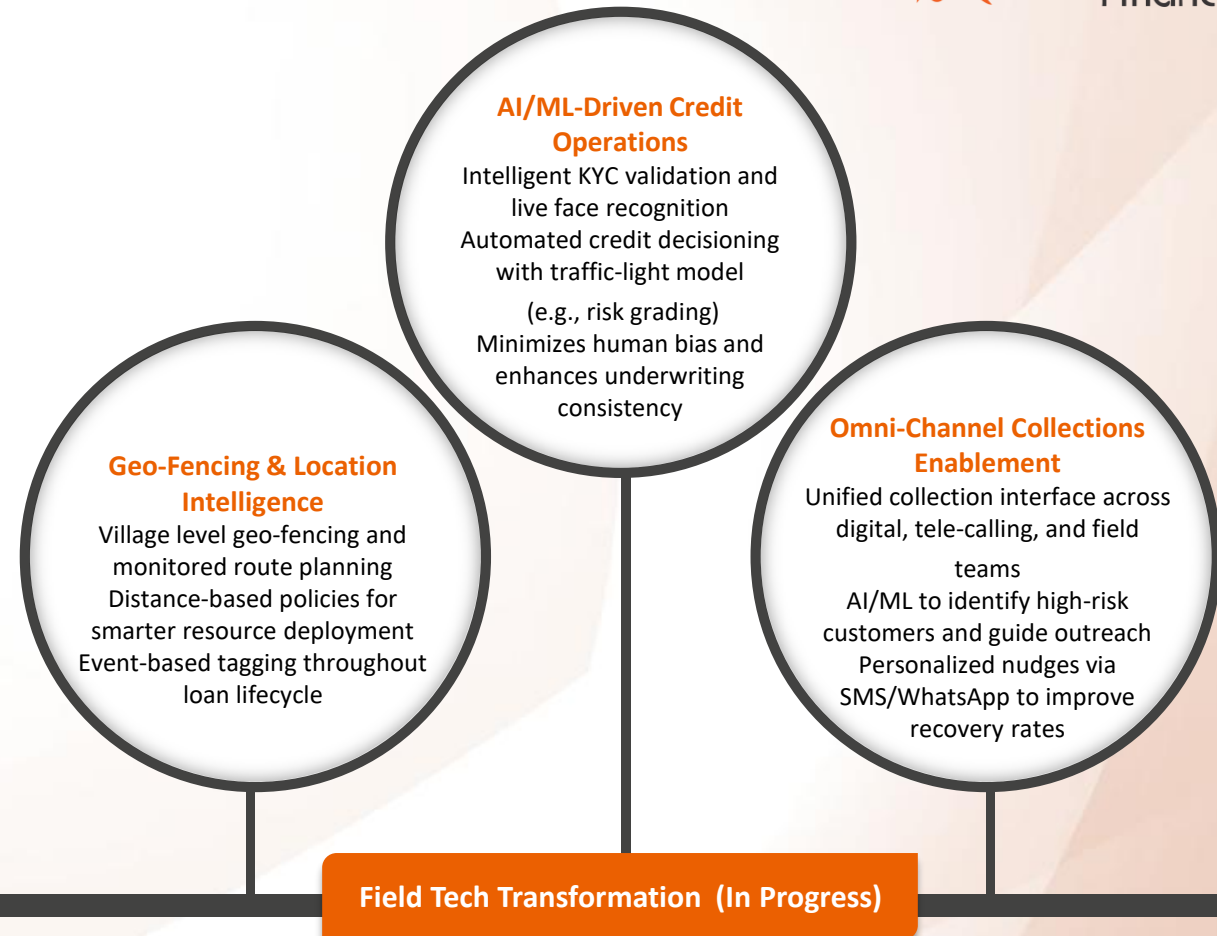 AI/ML-Driven Credit
Operations
Intelligent KYC validation and
live face recognition
Automated credit decisioning
with traffic-light model
(e.g., risk grading)
Minimizes human bias and
enhances underwriting
consistency
Geo-Fencing & Location
Intelligence
Village level geo-fencing and
monitored route planning
Distance-based policies for
smarter resource deployment
Event-based tagging throughout
loan lifecycle
Omni-Channel Collections
Enablement
Unified collection interface across
digital, tele-calling, and field
teams
AI/ML to identify high-risk
customers and guide outreach
Personalized nudges via
SMS/WhatsApp to improve
recovery rates
Field Tech Transformation (In Progress)